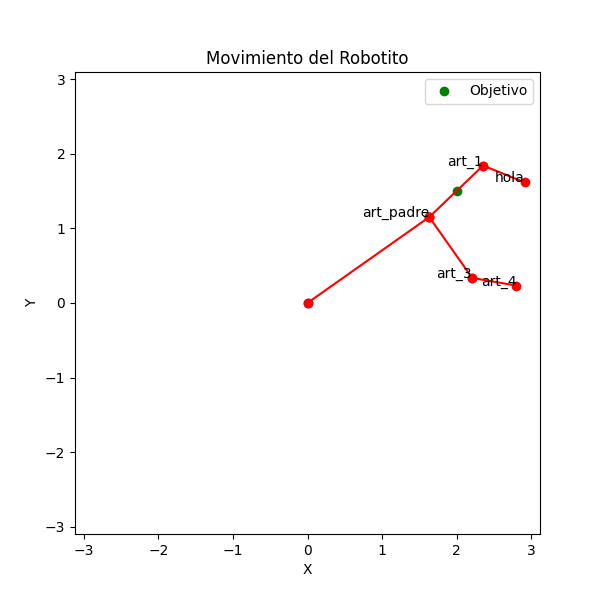 Movimiento del Robotito
Objetivo
3
2
1
0
−1
−2
−3
Y
art_1
hola
art_padre
art_3
art_4
−3
−2
−1
0
1
2
3
X